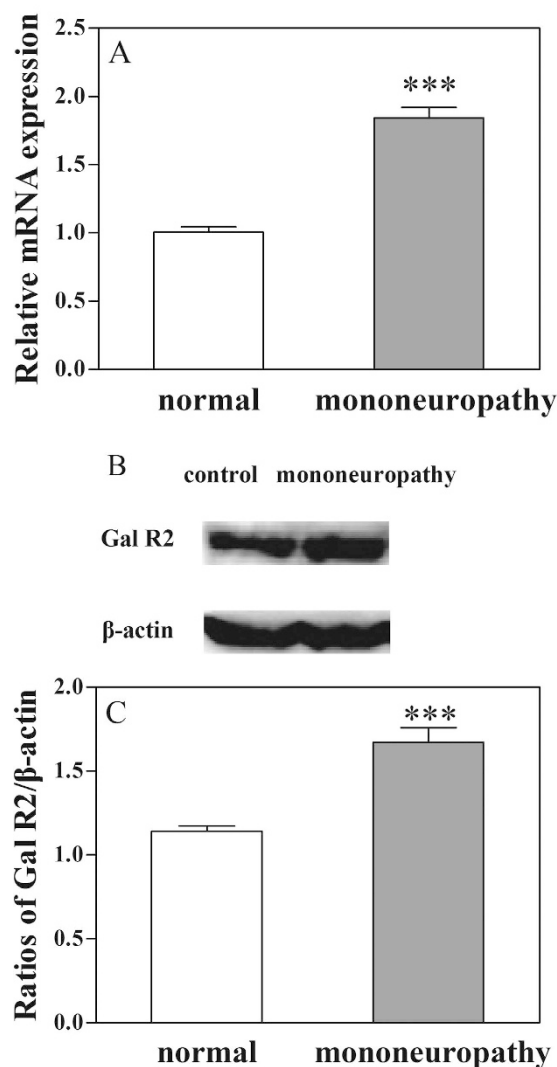 A
Relative mRNA expression
2.5
2.0
1.5
1.0
0.5
0.0
***
normal mononeuropathy
B
control mononeuropathy
Gal R2
β-actin
C
Ratios of Gal R2/β-actin
2.0
1.5
1.0
0.5
0.0
***
normal mononeuropathy